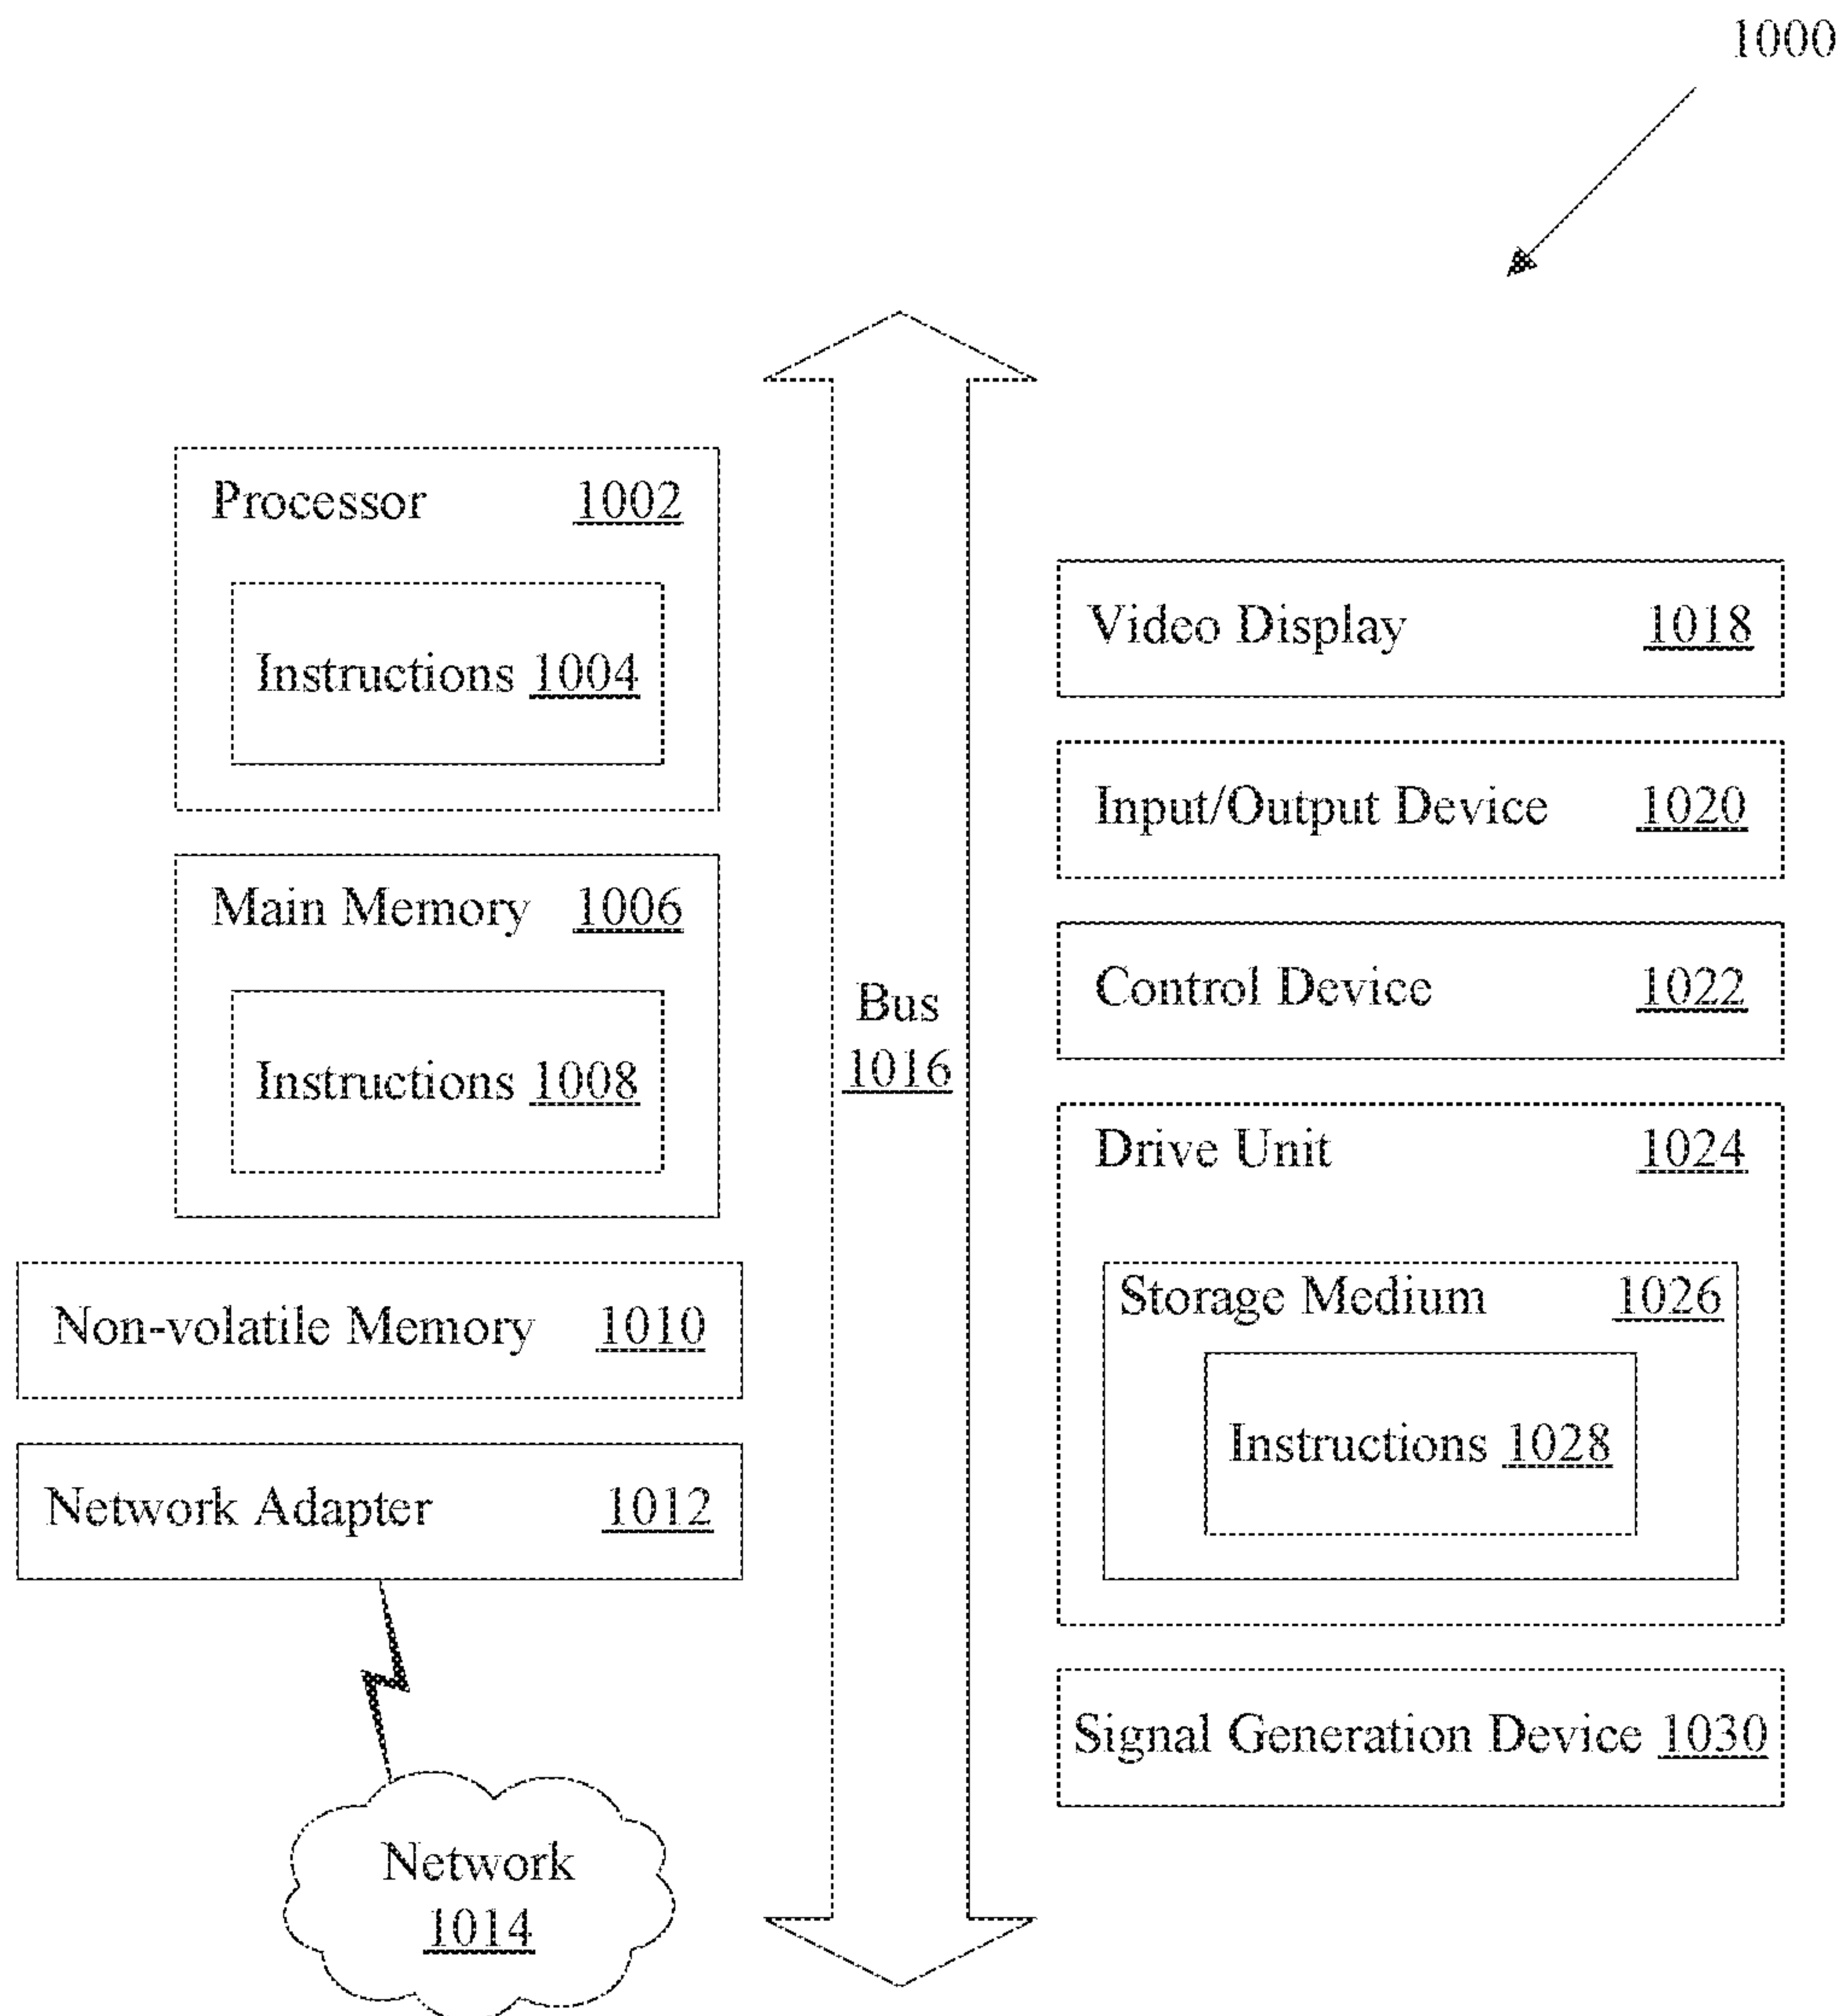 1000
Processor 1002
Instructions 1004
Main Memory 1006
Instructions 1008
Non-volatile Memory 1010
Network Adapter 1012
Network
1014
Bus
1016
Video Display 1018
Input/Output Device 1020
Control Device 1022
Drive Unit 1024
Storage Medium 1026
Instructions 1028
Signal Generation Device 1030